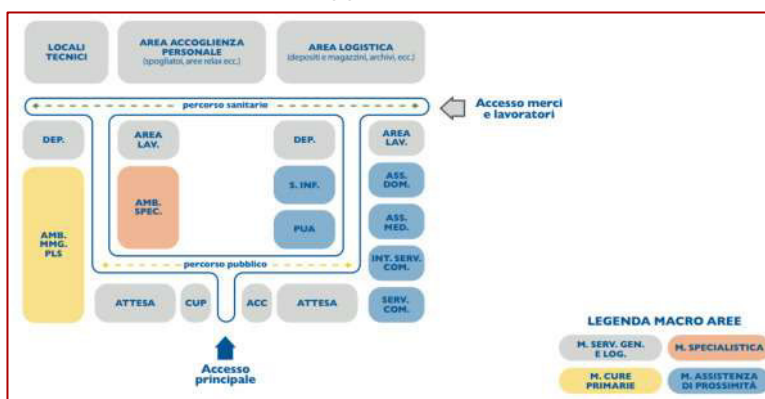 LOCALI
TECNICI
AREA ACCOGLIENZA
PERSONALE
(spogliatoi, aree relax ecc.)
AREA LOGISTICA
(depositi e magazzini, archivi, ecc.)
percorso sanitario
Accesso merci
e lavoratori
DEP.
AREA
LAV.
DEP.
AREA
LAV.
AMB.
MMG.
PLS
AMB.
SPEC.
S. INF.
PUA
ASS.
DOM.
ASS.
MED.
INT. SERV.
COM.
SERV.
COM.
percorso pubblico
ATTESA
CUP
ACC
ATTESA
Accesso
principale
LEGENDA MACRO AREE
M. SERV. GEN.
E LOG.
M. SPECIALISTICA
M. CURE
PRIMARIE
M. ASSISTENZA
DI PROSSIMITÀ